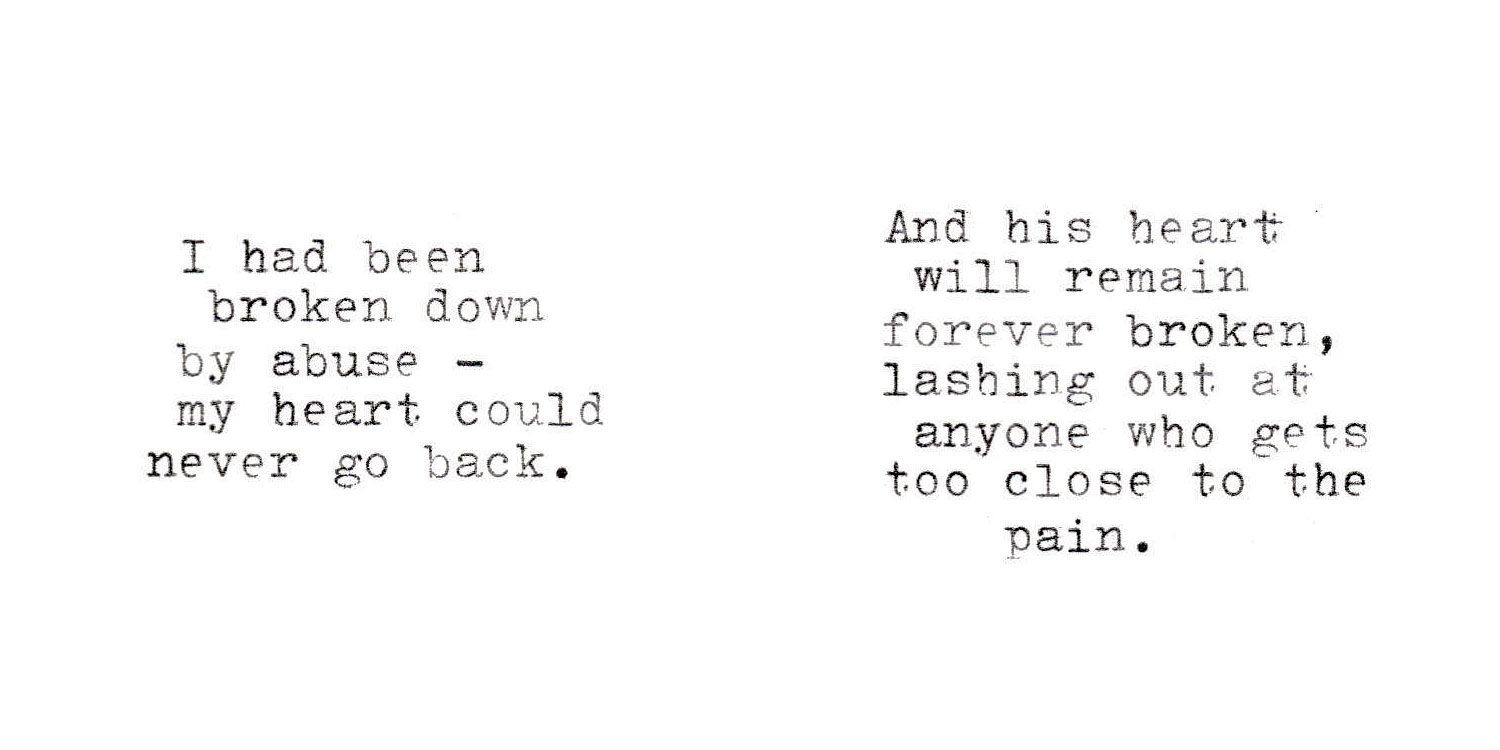 I had been
broken down
by abuse -
my heart could
never go back.
And his heart
will remain
forever broken,
lashing out at
anyone who gets
too close to the
pain.